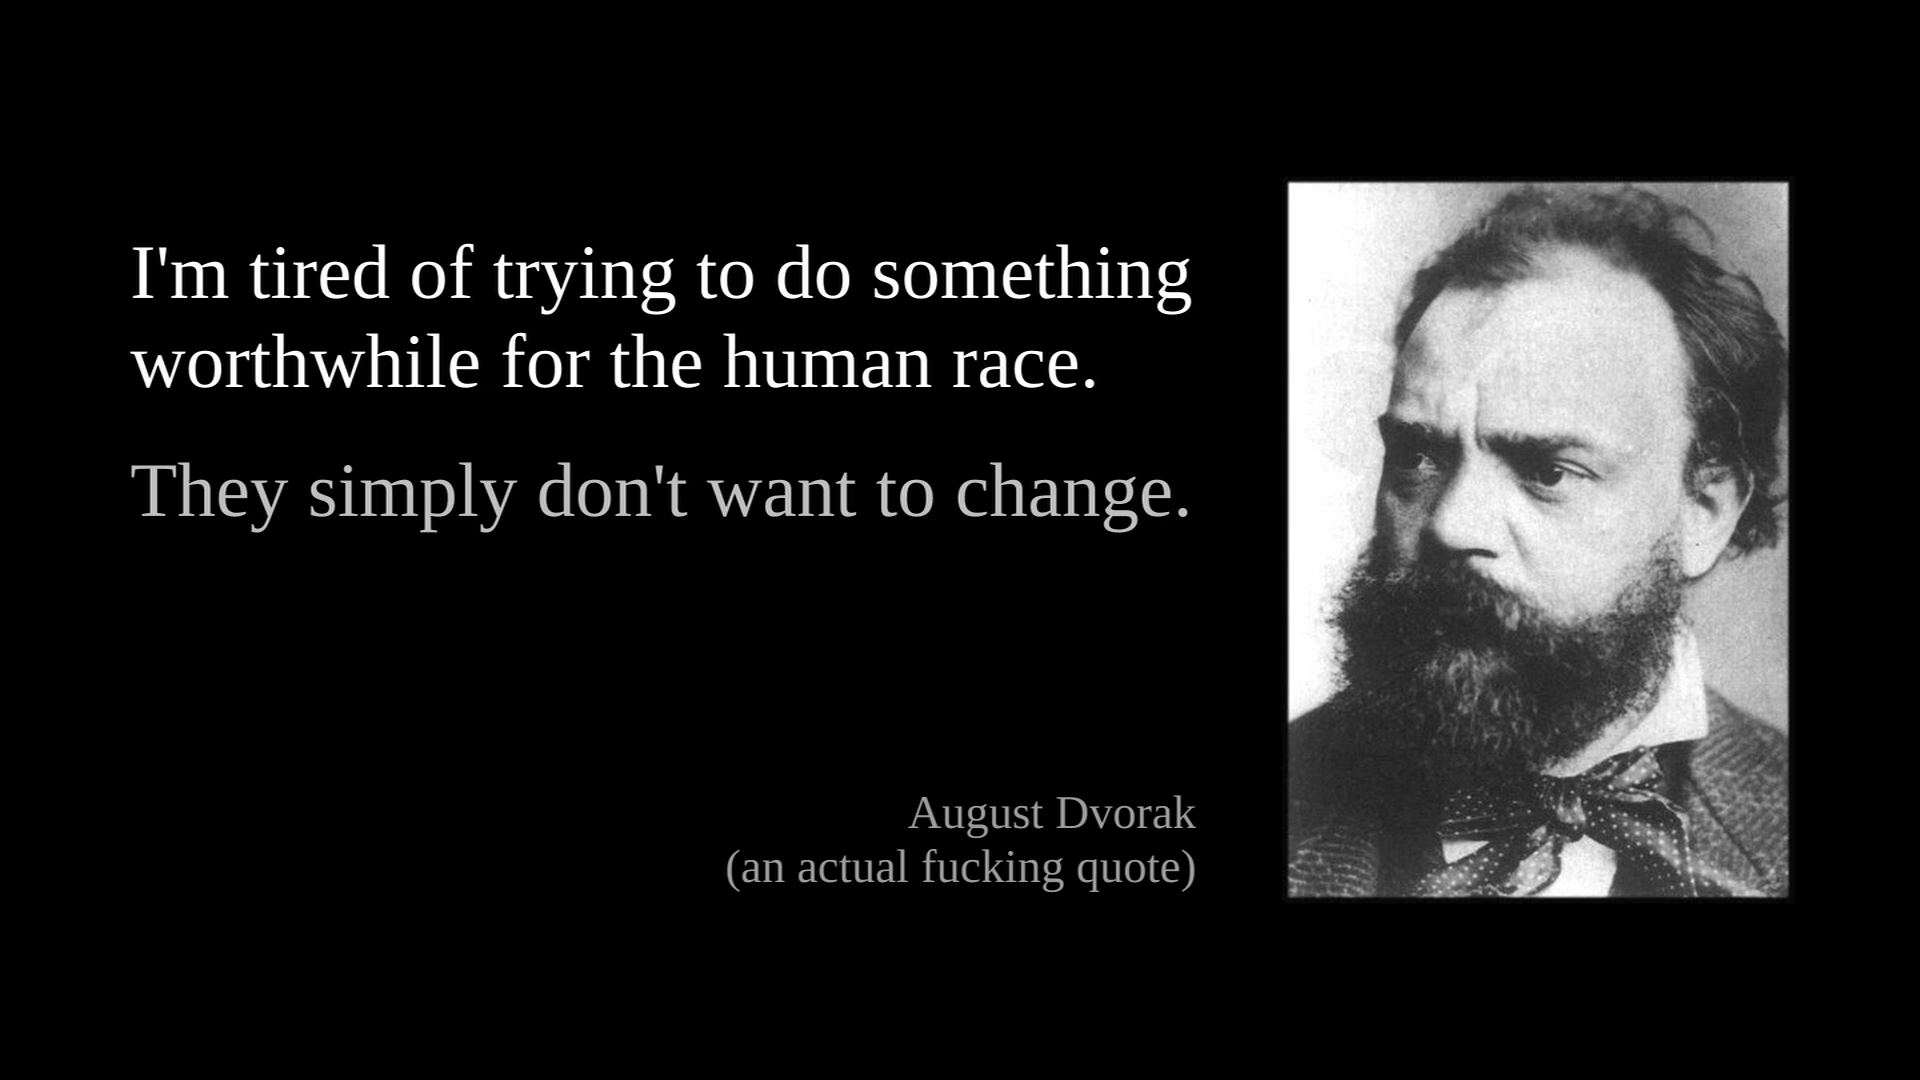 I'm tired of trying to do something
worthwhile for the human race.
They simply don't want to change.
August Dvorak
(an actual fucking quote)